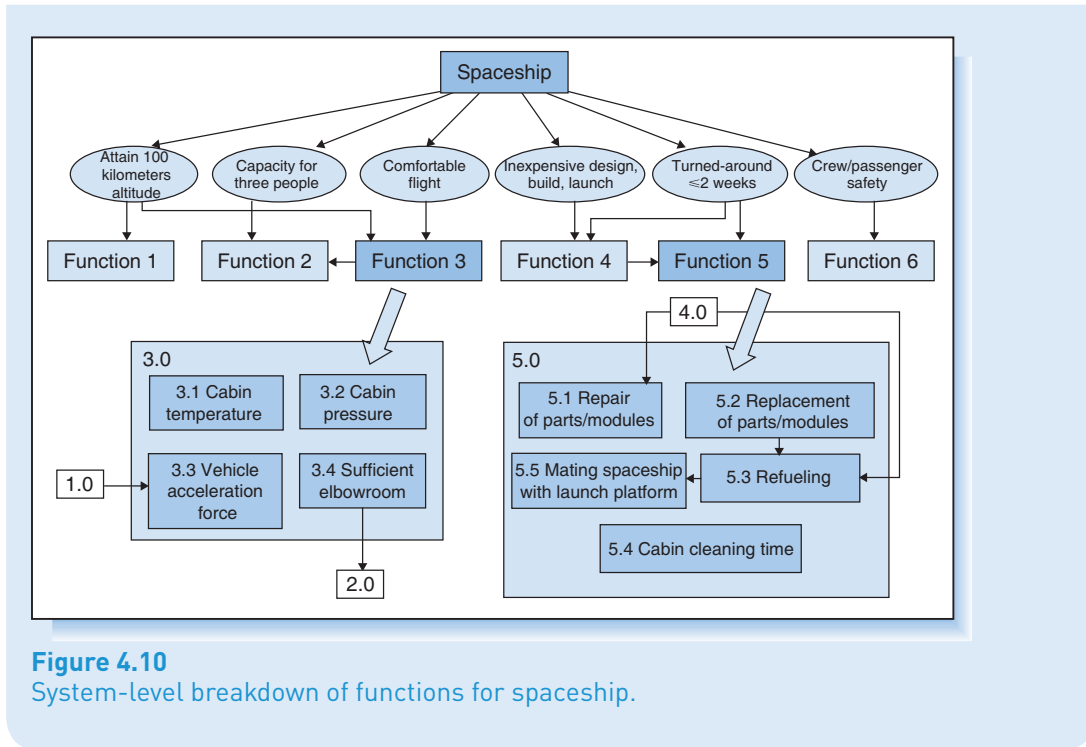 Spaceship
Attain 100
kilometers
altitude
Capacity for
three people
Comfortable
flight
Inexpensive design,
build, launch
Turned-around
⩽2 weeks
Crew/passenger
safety
Function 1
Function 2
Function 3
Function 4
Function 5
Function 6
3.0
3.1 Cabin
temperature
3.2 Cabin
pressure
3.3 Vehicle
acceleration
force
3.4 Sufficient
elbowroom
1.0
2.0
4.0
5.0
5.1 Repair
of parts/modules
5.2 Replacement
of parts/modules
5.5 Mating spaceship
with launch platform
5.3 Refueling
5.4 Cabin cleaning time
Figure 4.10
System-level breakdown of functions for spaceship.